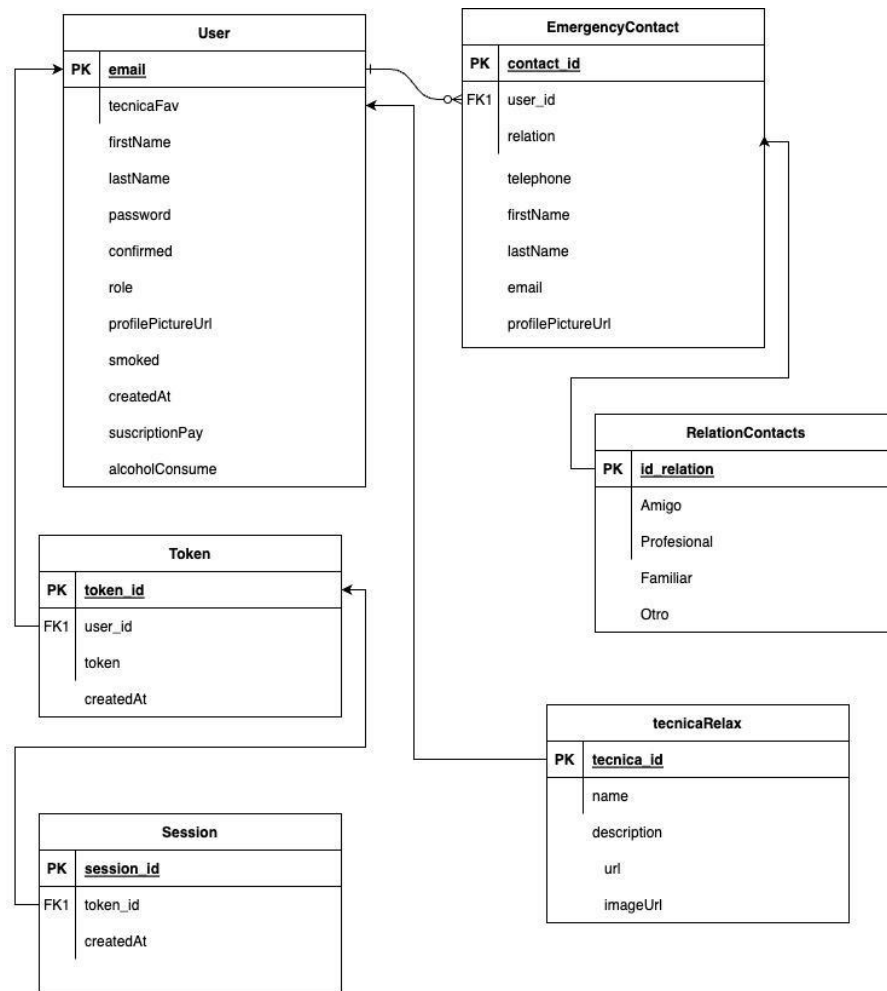 User
PK email
tecnicaFav
firstName
lastName
password
confirmed
role
profilePictureUrl
smoked
createdAt
suscriptionPay
alcoholConsume
EmergencyContact
PK contact_id
FK1 user_id
relation
telephone
firstName
lastName
email
profilePictureUrl
RelationContacts
PK id_relation
Amigo
Profesional
Familiar
Otro
Token
PK token_id
FK1 user_id
token
createdAt
tecnicaRelax
PK tecnica_id
name
description
url
imageUrl
Session
PK session_id
FK1 token_id
createdAt